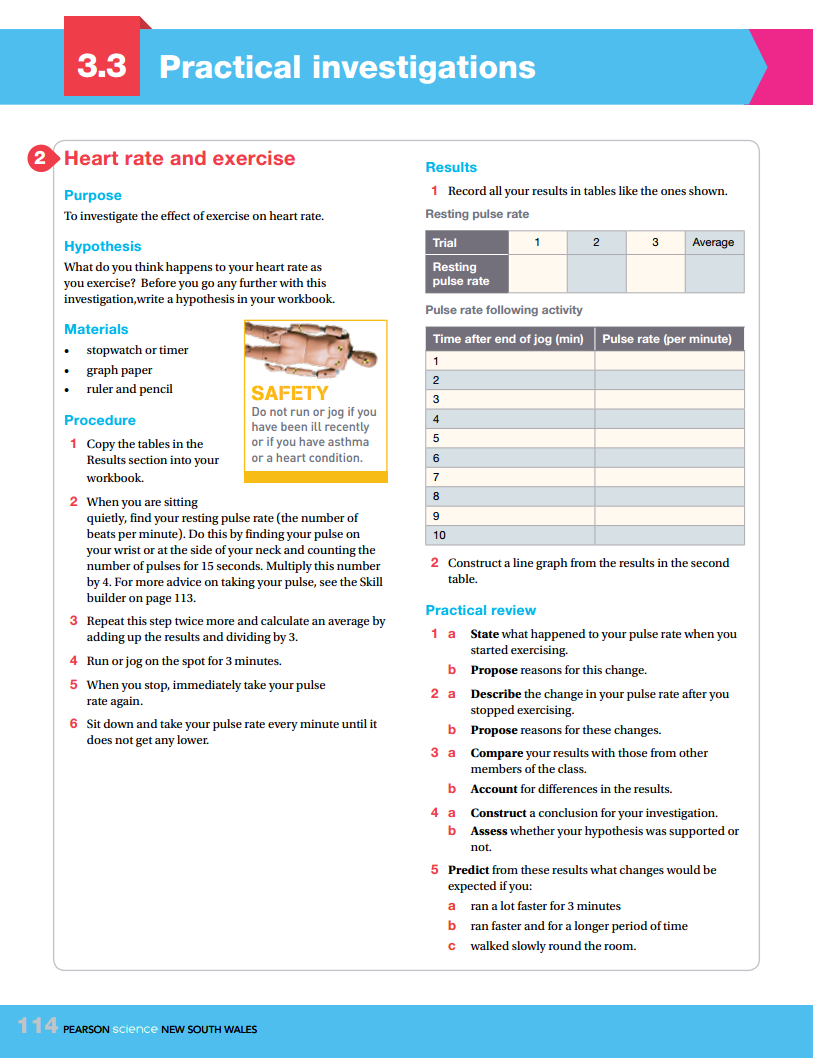 3.3
Practical investigations
2 Heart rate and exercise
Purpose
To investigate the effect of exercise on heart rate.
Hypothesis
What do you think happens to your heart rate as
you exercise? Before you go any further with this
investigation,write a hypothesis in your workbook.
Materials
• stopwatch or timer
• graph paper
• ruler and pencil
SAFETY
Do not run or jog if you
have been ill recently
or if you have asthma
or a heart condition.
Procedure
1 Copy the tables in the
Results section into your
workbook.
2 When you are sitting
quietly, find your resting pulse rate (the number of
beats per minute). Do this by finding your pulse on
your wrist or at the side of your neck and counting the
number of pulses for 15 seconds. Multiply this number
by 4. For more advice on taking your pulse, see the Skill
builder on page 113.
3 Repeat this step twice more and calculate an average by
adding up the results and dividing by 3.
4 Run or jog on the spot for 3 minutes.
5 When you stop, immediately take your pulse
rate again.
6 Sit down and take your pulse rate every minute until it
does not get any lower.
Results
1 Record all your results in tables like the ones shown.
Resting pulse rate
Trial 1 2 3 Average
Resting
pulse rate
Pulse rate following activity
Time after end of jog (min) Pulse rate (per minute)
1
2
3
4
5
6
7
8
9
10
2 Construct a line graph from the results in the second
table.
Practical review
1 a State what happened to your pulse rate when you
started exercising.
b Propose reasons for this change.
2 a Describe the change in your pulse rate after you
stopped exercising.
b Propose reasons for these changes.
3 a Compare your results with those from other
members of the class.
b Account for differences in the results.
4 a Construct a conclusion for your investigation.
b Assess whether your hypothesis was supported or
not.
5 Predict from these results what changes would be
expected if you:
a ran a lot faster for 3 minutes
b ran faster and for a longer period of time
c walked slowly round the room.
114 PEARSON science NEW SOUTH WALES